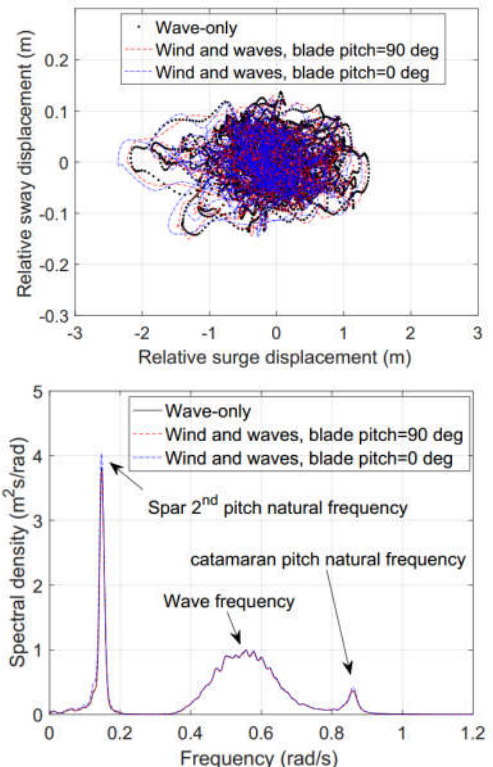 Wave-only
Wind and waves, blade pitch=90 deg
Wind and waves, blade pitch=0 deg
0.3
0.2
0.1
0
-0.1
-0.2
-0.3
Relative sway displacement (m)
-3 -2 -1 0 1 2 3
Relative surge displacement (m)
5
4
3
2
1
0
Spectral density (m²s/rad)
Wave-only
Wind and waves, blade pitch=90 deg
Wind and waves, blade pitch=0 deg
Spar 2nd pitch natural frequency
catamaran pitch natural frequency
Wave frequency
0 0.2 0.4 0.6 0.8 1 1.2
Frequency (rad/s)